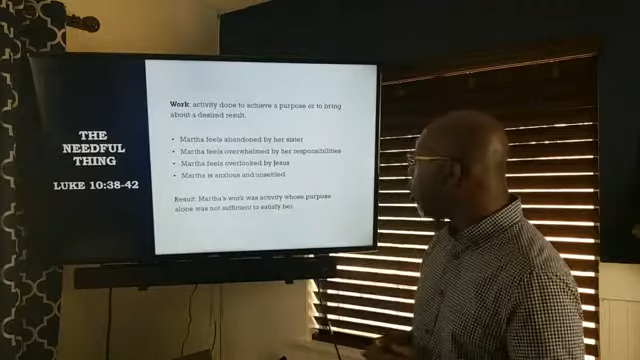 THE
NEEDFUL
THING
LUKE 10:38-42
Work: activity done to achieve a purpose or to bring
about a desired result.
• Martha feels abandoned by her sister
• Martha feels overwhelmed by her responsibilities
• Martha feels overlooked by Jesus
• Martha is anxious and unsettled.
Result: Martha's work was activity whose purpose
alone was not sufficient to satisfy her.